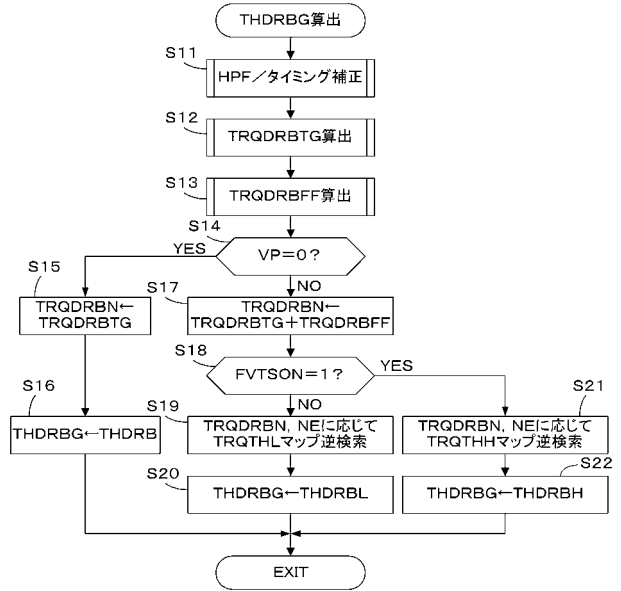 THDRBG算出
S11
HPF／タイミング補正
S12
TRQDRBTG算出
S13
TRQDRBFF算出
S14
VP＝0？
YES
NO
S15
TRQDRBN←
TRQDRBTG
S17
TRQDRBN←
TRQDRBTG＋TRQDRBFF
S18
FVTSON＝1？
YES
NO
S16
THDRBG←THDRB
S19
TRQDRBN, NEに応じて
TRQTHLマップ逆検索
S21
TRQDRBN, NEに応じて
TRQTHHマップ逆検索
S20
THDRBG←THDRBL
S22
THDRBG←THDRBH
EXIT